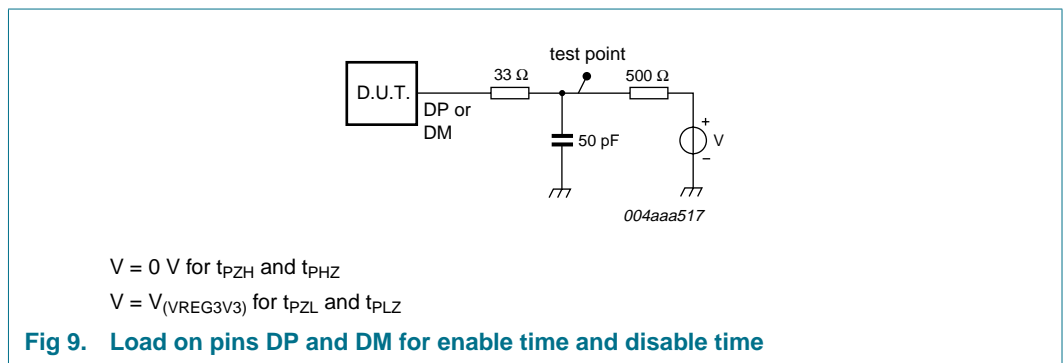 test point
33 Ω
500 Ω
D.U.T.
DP or
DM
50 pF
+
V
−
004aaa517
V = 0 V for tPZH and tPHZ
V = V(VREG3V3) for tPZL and tPLZ
Fig 9. Load on pins DP and DM for enable time and disable time